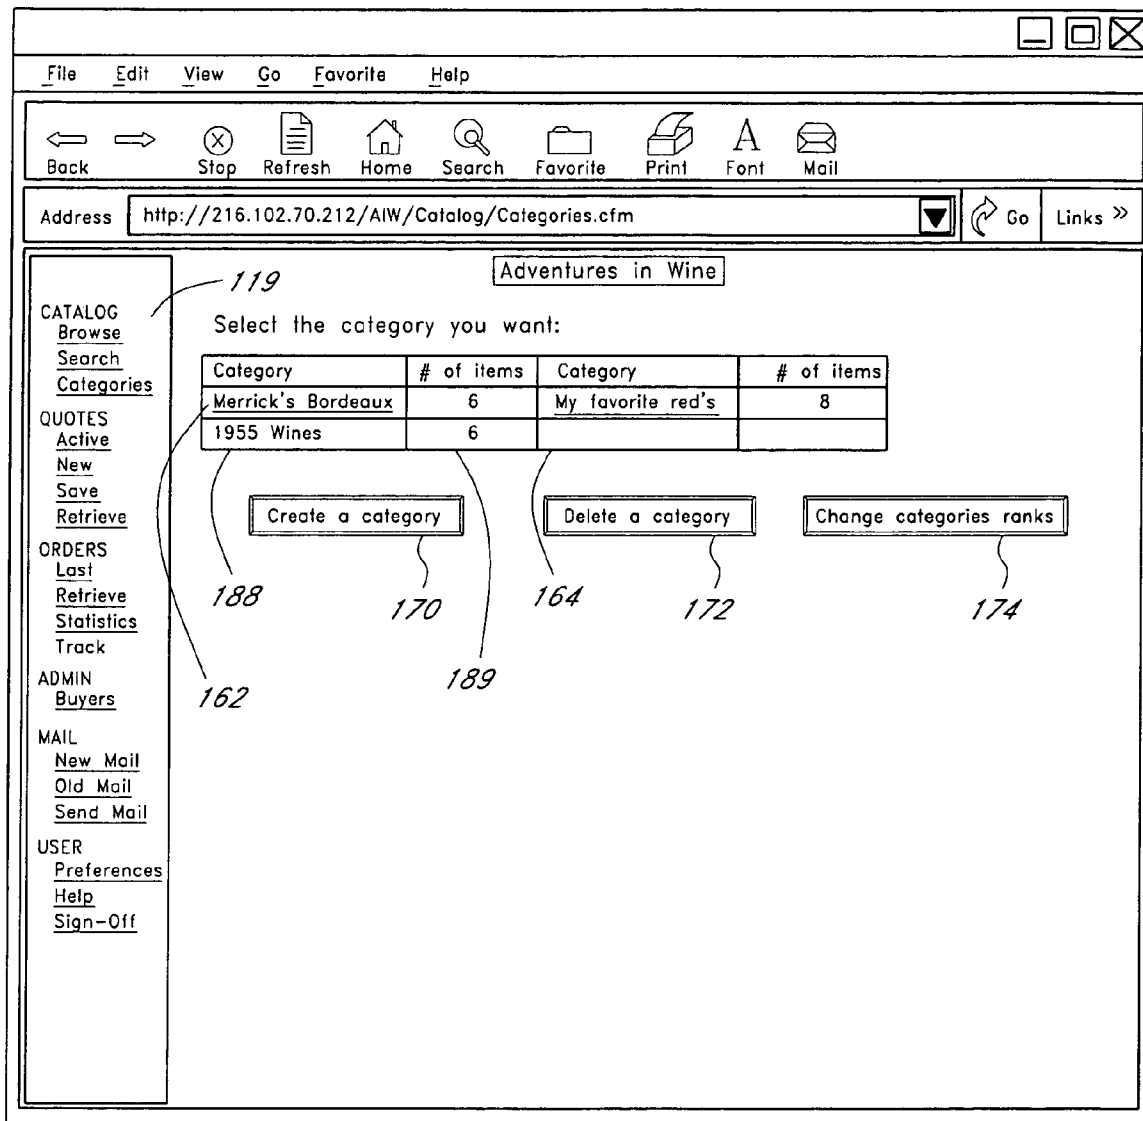 File Edit View Go Favorite Help
Back Stop Refresh Home Search Favorite Print Font Mail
Address http://216.102.70.212/AIW/Catalog/Categories.cfm Go Links »
Adventures in Wine
119
CATALOG
Browse
Search
Categories
QUOTES
Active
New
Save
Retrieve
ORDERS
Last
Retrieve
Statistics
Track
ADMIN
Buyers
MAIL
New Mail
Old Mail
Send Mail
USER
Preferences
Help
Sign-Off
Select the category you want:
Category # of items Category # of items
Merrick's Bordeaux 6 My favorite red's 8
1955 Wines 6
Create a category Delete a category Change categories ranks
188 170 164 172 174
162 189